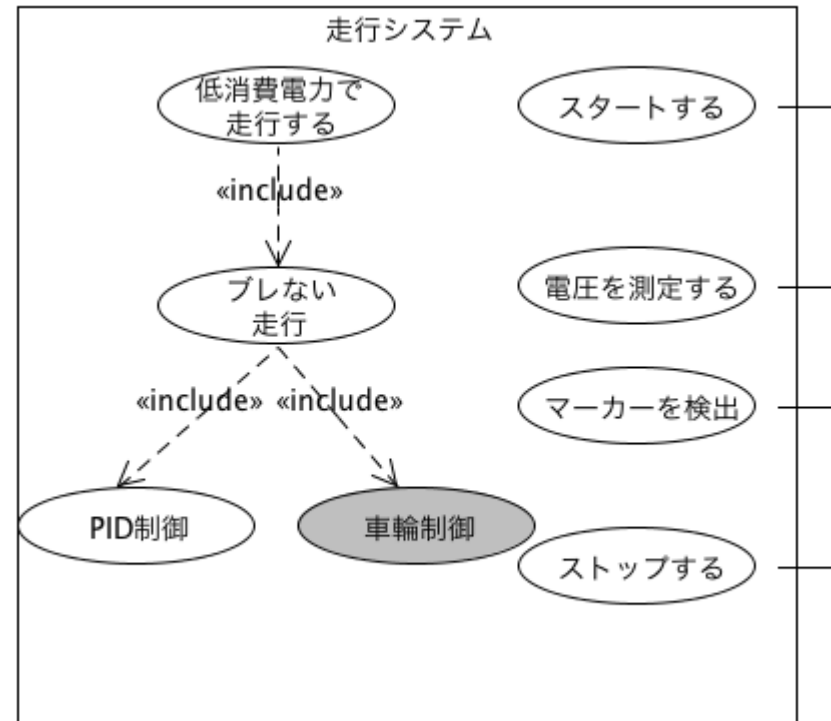 走行システム
低消費電力で
走行する
スタートする
«include»
ブレない
走行
電圧を測定する
«include» «include»
マーカーを検出
PID制御
車輪制御
ストップする